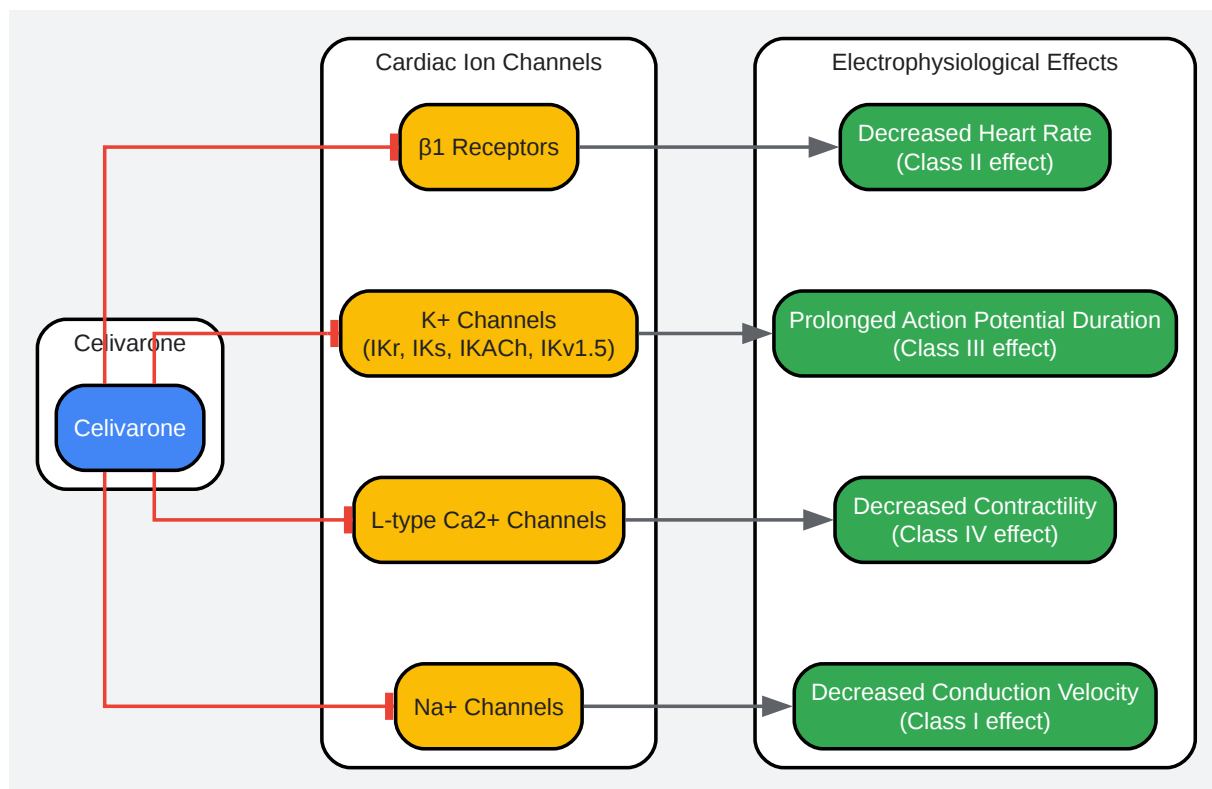 Cardiac Ion Channels
Electrophysiological Effects
β1 Receptors
Decreased Heart Rate
(Class II effect)
Celivarone
Celivarone
K+ Channels
(IKr, IKs, IKACh, IKv1.5)
Prolonged Action Potential Duration
(Class III effect)
L-type Ca2+ Channels
Decreased Contractility
(Class IV effect)
Na+ Channels
Decreased Conduction Velocity
(Class I effect)